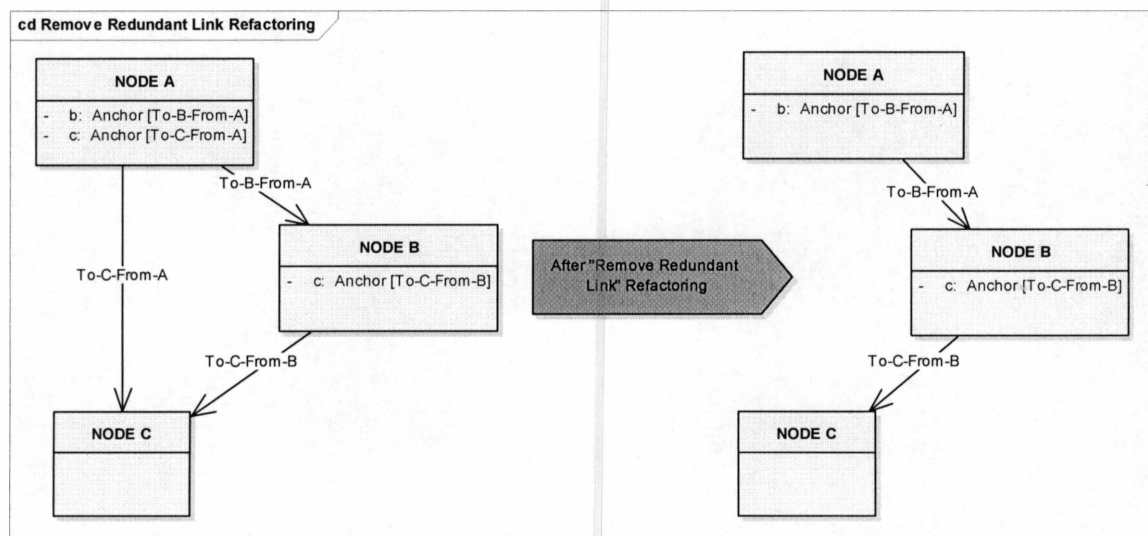 cd Remove Redundant Link Refactoring
NODE A
- b: Anchor [To-B-From-A]
- c: Anchor [To-C-From-A]
To-B-From-A
To-C-From-A
NODE B
- c: Anchor [To-C-From-B]
To-C-From-B
NODE C
After "Remove Redundant
Link" Refactoring
NODE A
- b: Anchor [To-B-From-A]
To-B-From-A
NODE B
- c: Anchor [To-C-From-B]
To-C-From-B
NODE C